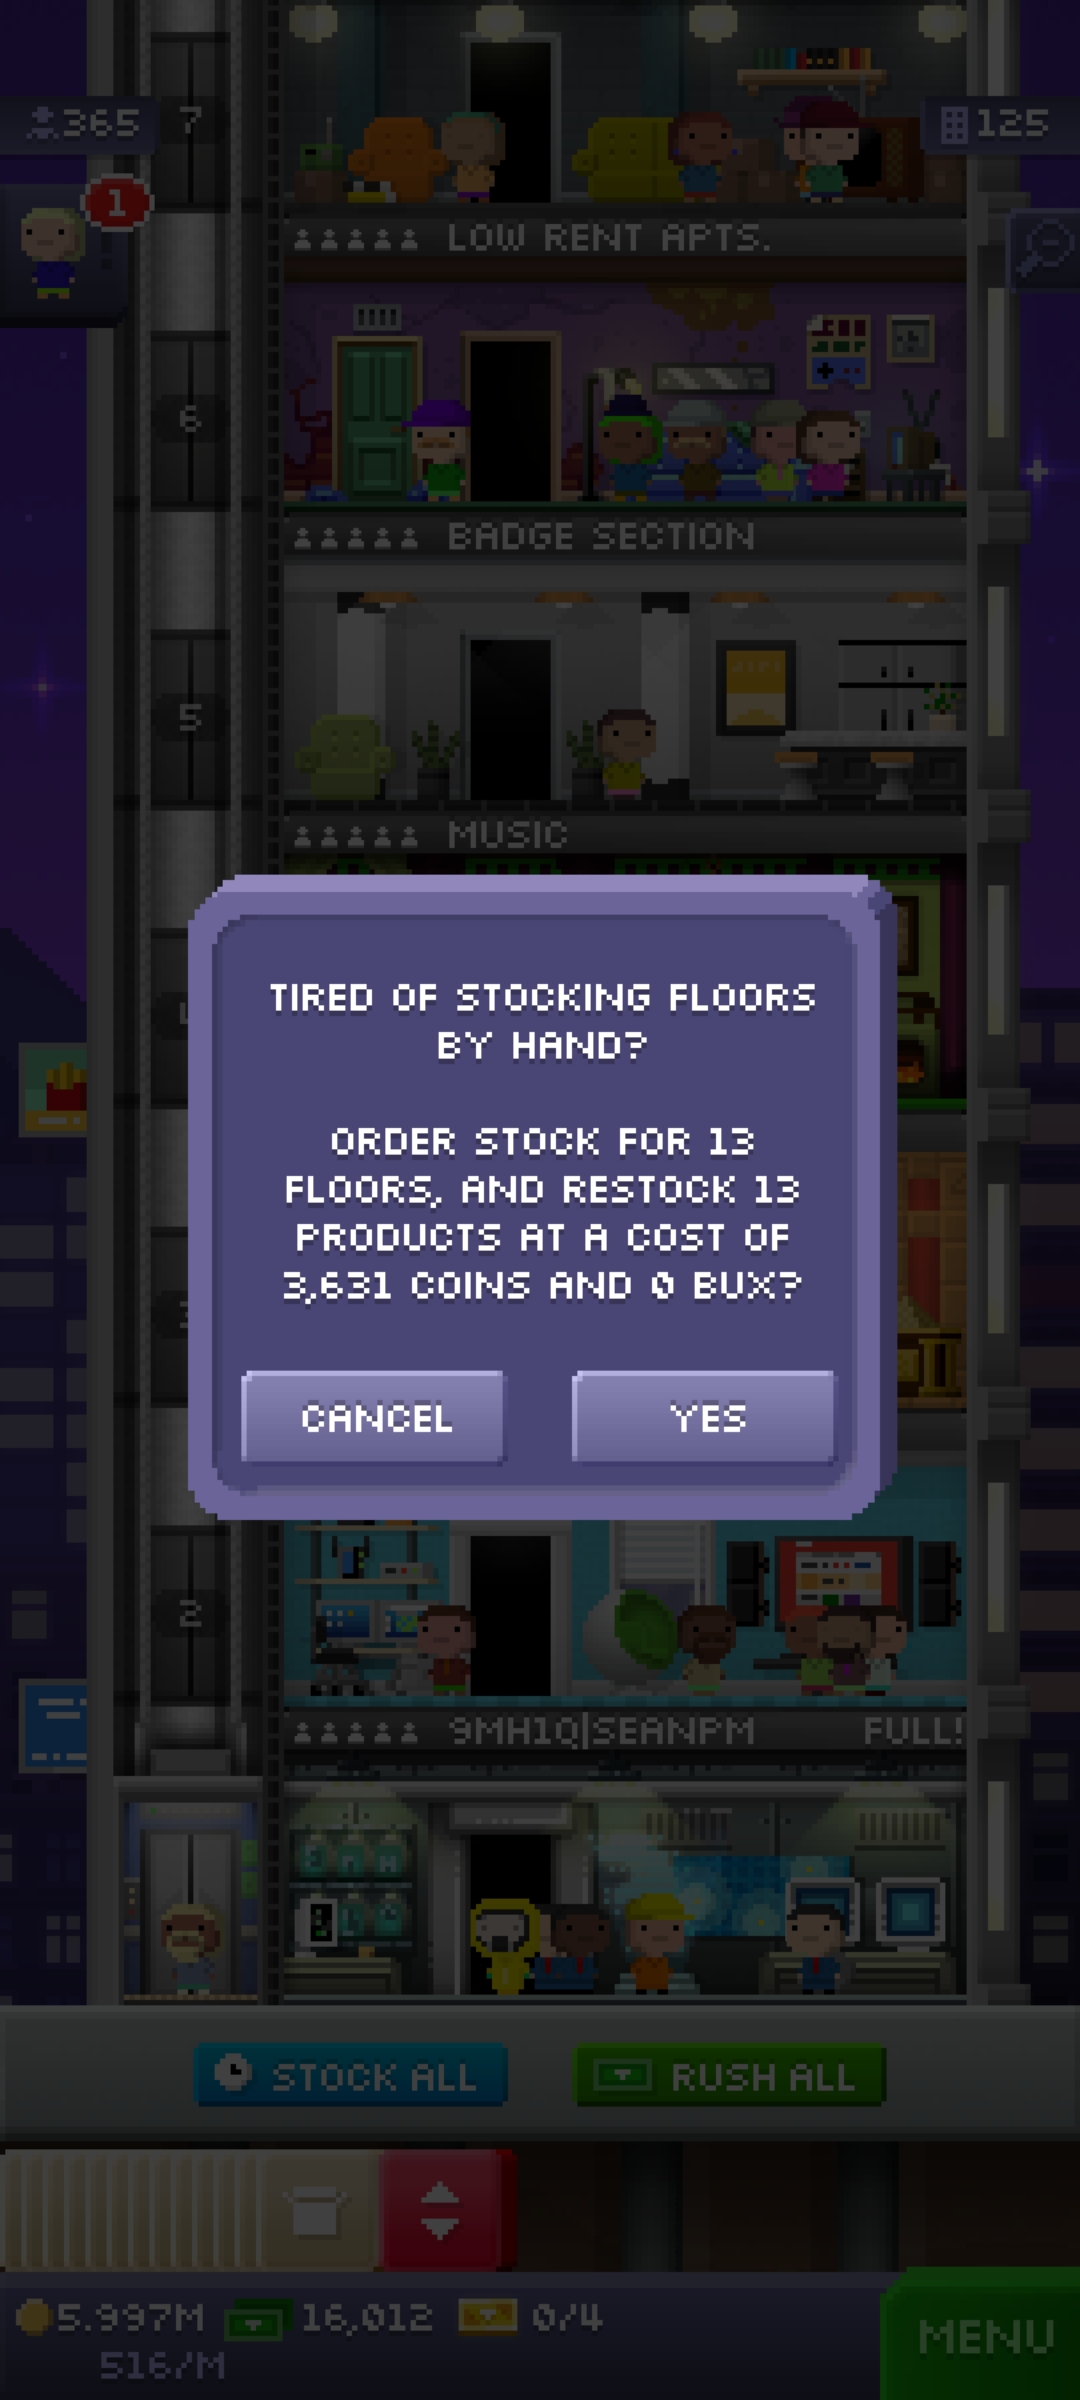 7
365
125
1
LOW RENT APTS.
6
BADGE SECTION
5
MUSIC
TIRED OF STOCKING FLOORS
BY HAND?
ORDER STOCK FOR 13
FLOORS, AND RESTOCK 13
PRODUCTS AT A COST OF
3,631 COINS AND 0 BUX?
CANCEL
YES
2
9MH1Q|SEANPM
FULL!
STOCK ALL
RUSH ALL
5.997M
16,012
0/4
516/M
MENU